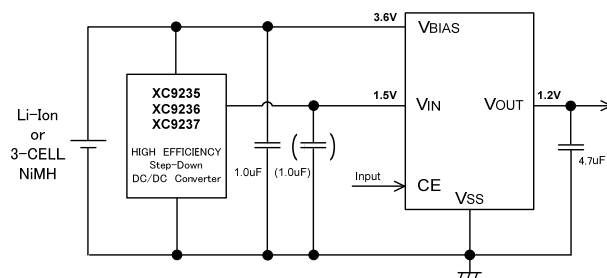 3.6V
VBIAS
XC9235
XC9236
XC9237
1.5V
VIN
VOUT
1.2V
Li-Ion
or
3-CELL
NiMH
HIGH EFFICIENCY
Step-Down
DC/DC Converter
1.0uF
(1.0uF)
4.7uF
Input
CE
VSS